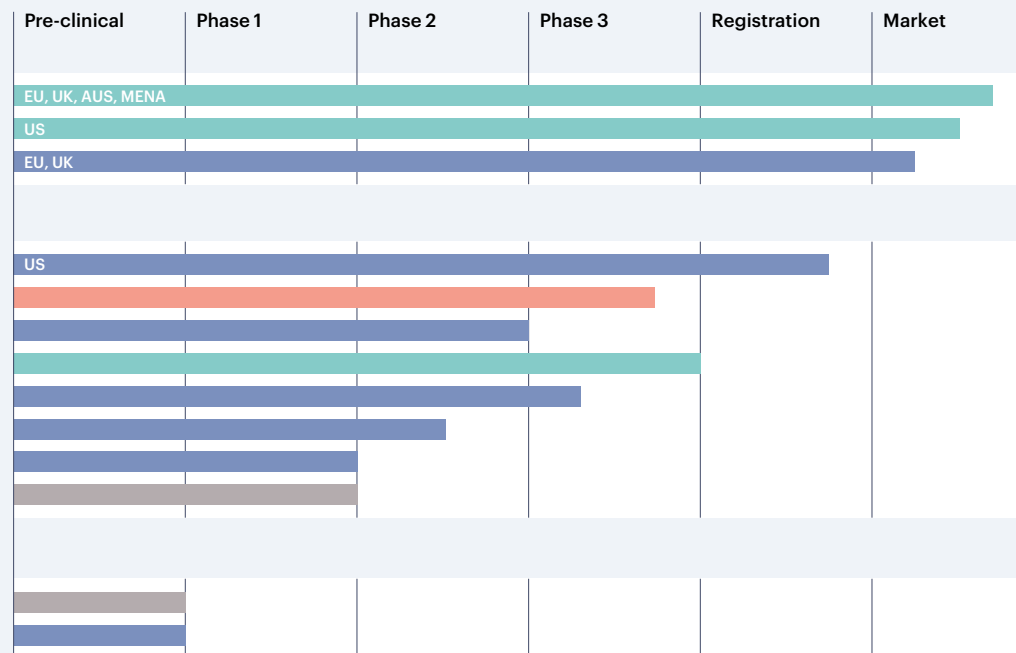 Pre-clinical Phase 1 Phase 2 Phase 3 Registration Market
EU, UK, AUS, MENA
US
EU, UK
US